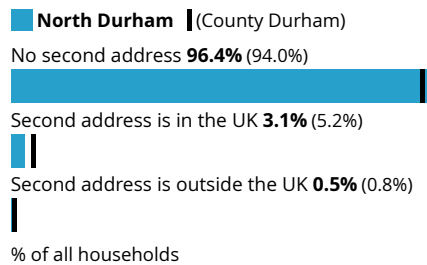 North Durham (County Durham)
No second address 96.4% (94.0%)
Second address is in the UK 3.1% (5.2%)
Second address is outside the UK 0.5% (0.8%)
% of all households